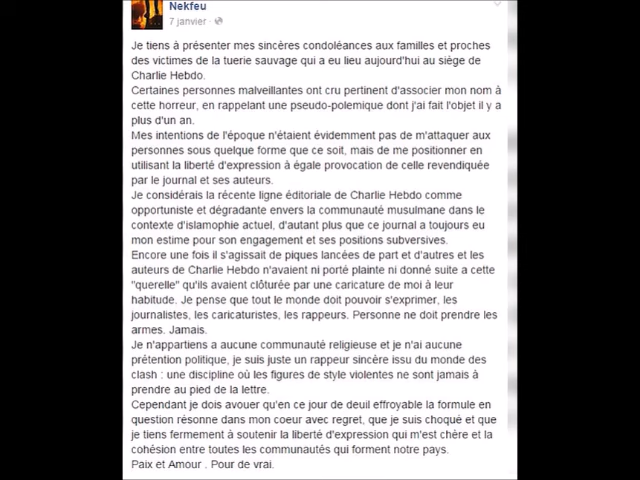 Nekfeu
7 janvier ·
Je tiens à présenter mes sincères condoléances aux familles et proches
des victimes de la tuerie sauvage qui a eu lieu aujourd'hui au siège de
Charlie Hebdo.
Certaines personnes malveillantes ont cru pertinent d'associer mon nom à
cette horreur, en rappelant une pseudo-polemique dont j'ai fait l'objet il y a
plus d'un an.
Mes intentions de l'époque n'étaient évidemment pas de m'attaquer aux
personnes sous quelque forme que ce soit, mais de me positionner en
utilisant la liberté d'expression à égale provocation de celle revendiquée
par le journal et ses auteurs.
Je considérais la récente ligne éditoriale de Charlie Hebdo comme
opportuniste et dégradante envers la communauté musulmane dans le
contexte d'islamophie actuel, d'autant plus que ce journal a toujours eu
mon estime pour son engagement et ses positions subversives.
Encore une fois il s'agissait de piques lancées de part et d'autres et les
auteurs de Charlie Hebdo n'avaient ni porté plainte ni donné suite a cette
"querelle" qu'ils avaient clôturée par une caricature de moi à leur
habitude. Je pense que tout le monde doit pouvoir s'exprimer, les
journalistes, les caricaturistes, les rappeurs. Personne ne doit prendre les
armes. Jamais.
Je n'appartiens a aucune communauté religieuse et je n'ai aucune
prétention politique, je suis juste un rappeur sincère issu du monde des
clash : une discipline où les figures de style violentes ne sont jamais à
prendre au pied de la lettre.
Cependant je dois avouer qu'en ce jour de deuil effroyable la formule en
question résonne dans mon coeur avec regret, que je suis choqué et que
je tiens fermement à soutenir la liberté d'expression qui m'est chère et la
cohésion entre toutes les communautés qui forment notre pays.
Paix et Amour . Pour de vrai.